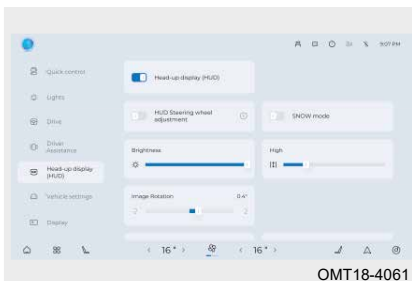 9:07 PM
Quick control
Head-up display (HUD)
Lights
HUD Steering wheel
adjustment
SNOW mode
Drive
Driver
Assistance
Brightness
High
Head-up display
(HUD)
Vehicle settings
Image Rotation
0.4°
-2
2
Display
16°
16°
OMT18-4061